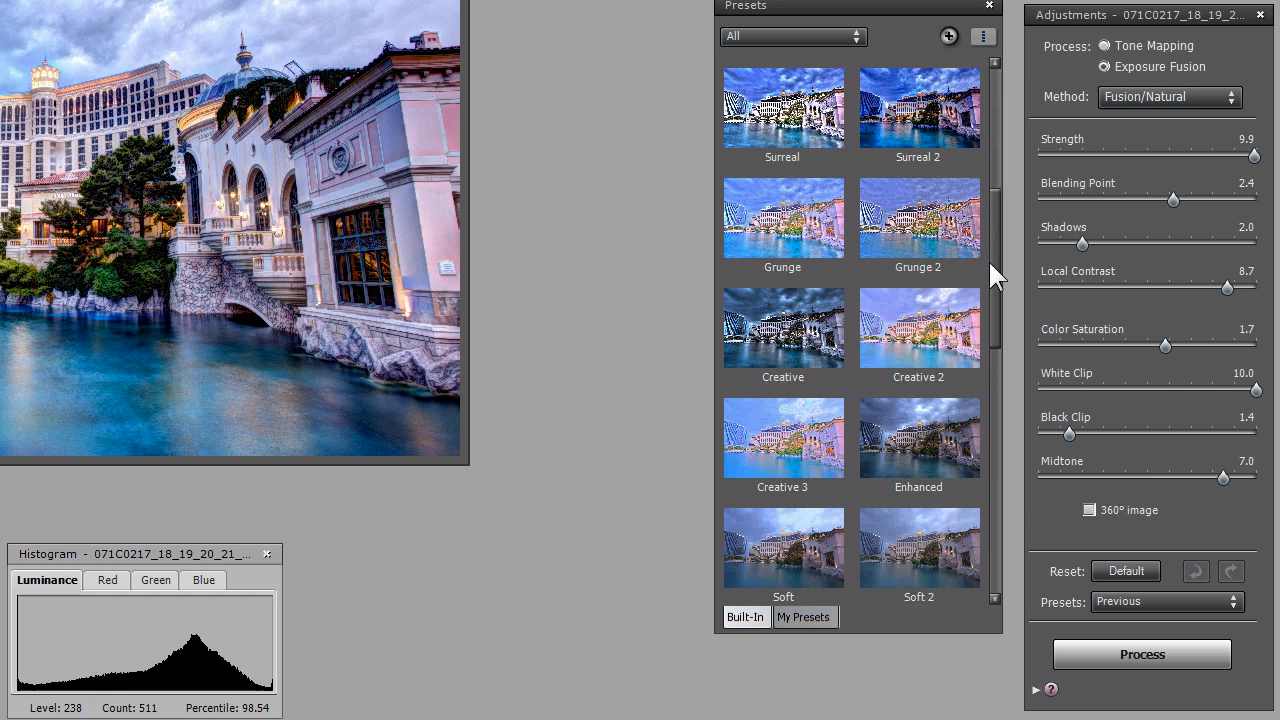 Presets
All
Surreal
Surreal 2
Grunge
Grunge 2
Creative
Creative 2
Creative 3
Enhanced
Soft
Soft 2
Built-In
My Presets
Adjustments - 071C0217_18_19_2...
Process:
Tone Mapping
Exposure Fusion
Method:
Fusion/Natural
Strength 9.9
Blending Point 2.4
Shadows 2.0
Local Contrast 8.7
Color Saturation 1.7
White Clip 10.0
Black Clip 1.4
Midtone 7.0
360° image
Reset: Default
Presets: Previous
Process
?
Histogram - 071C0217_18_19_20_21_...
Luminance Red Green Blue
Level: 238 Count: 511 Percentile: 98.54